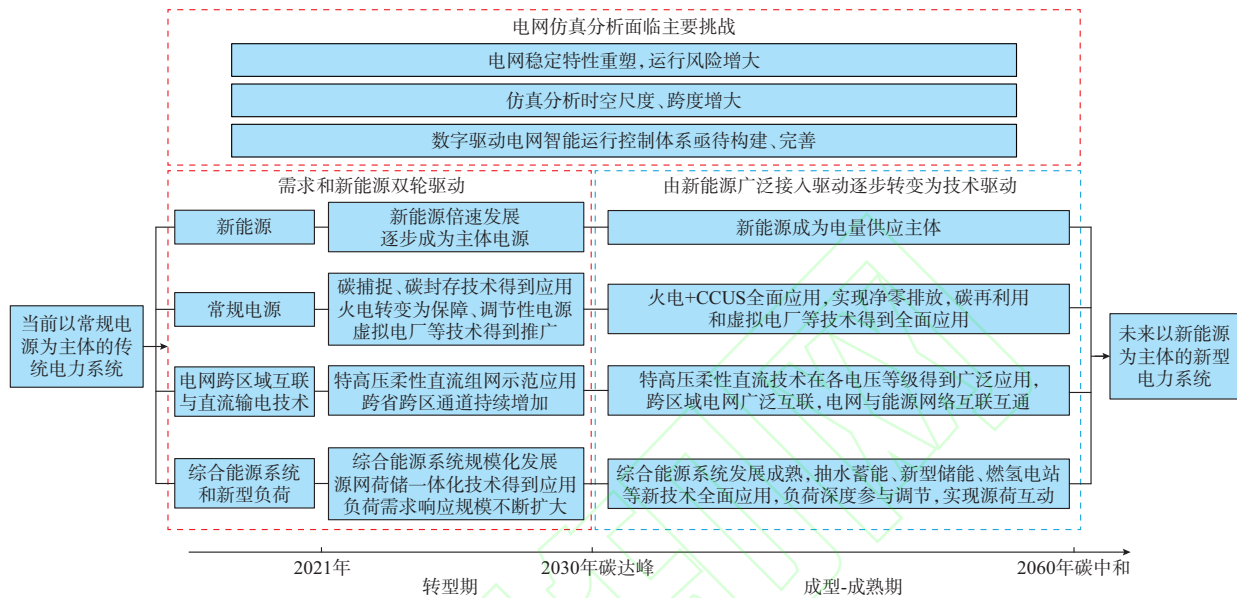 电网仿真分析面临主要挑战
电网稳定特性重塑,运行风险增大
仿真分析时空尺度、跨度增大
数字驱动电网智能运行控制体系亟待构建、完善
需求和新能源双轮驱动
由新能源广泛接入驱动逐步转变为技术驱动
新能源
新能源倍速发展
逐步成为主体电源
新能源成为电量供应主体
当前以常规电
源为主体的传
统电力系统
常规电源
碳捕捉、碳封存技术得到应用
火电转变为保障、调节性电源
虚拟电厂等技术得到推广
火电+CCUS全面应用,实现净零排放,碳再利用
和虚拟电厂等技术得到全面应用
未来以新能源
为主体的新型
电力系统
电网跨区域互联
与直流输电技术
特高压柔性直流组网示范应用
跨省跨区通道持续增加
特高压柔性直流技术在各电压等级得到广泛应用,
跨区域电网广泛互联,电网与能源网络互联互通
综合能源系统
和新型负荷
综合能源系统规模化发展
源网荷储一体化技术得到应用
负荷需求响应规模不断扩大
综合能源系统发展成熟,抽水蓄能、新型储能、燃氢电站
等新技术全面应用,负荷深度参与调节,实现源荷互动
2021年
2030年碳达峰
2060年碳中和
转型期
成型-成熟期